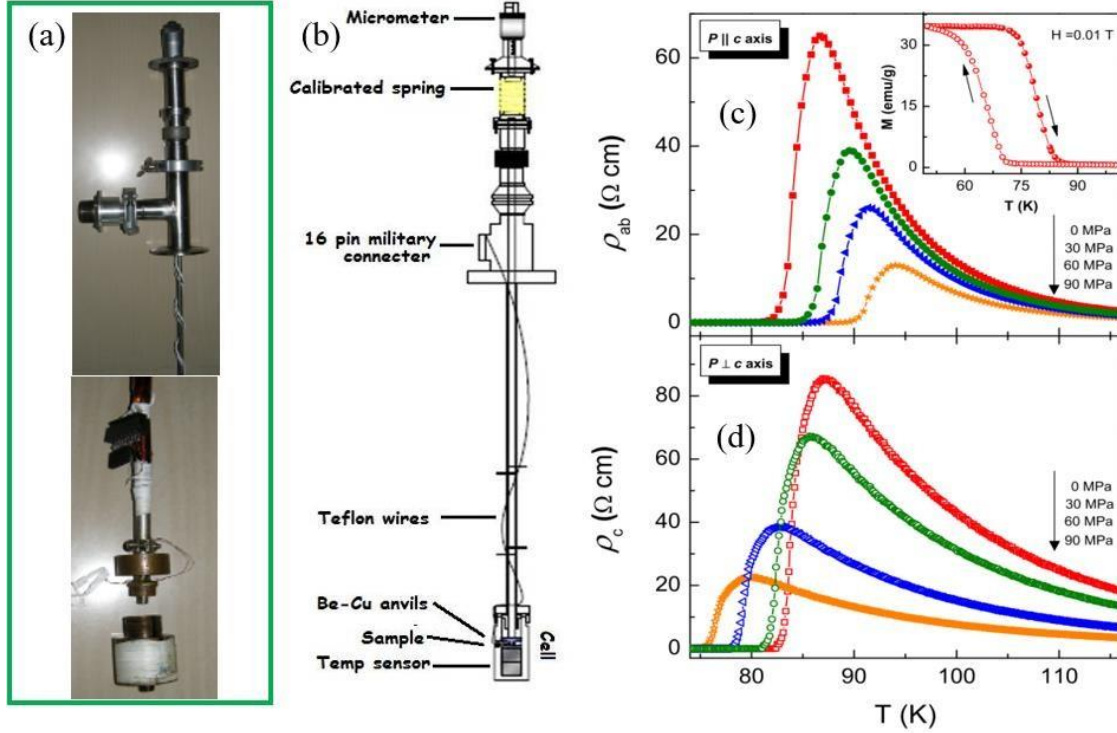 (a)
(b)
Micrometer
Calibrated spring
16 pin military
connecter
Teflon wires
Be-Cu anvils
Sample
Temp sensor
Cell
P || c axis
(c)
ρab (Ω cm)
60
40
20
0
H =0.01 T
M (emu/g)
30
15
0
60
75
90
T (K)
0 MPa
30 MPa
60 MPa
90 MPa
P ⊥ c axis
(d)
ρc (Ω cm)
80
60
40
20
0
0 MPa
30 MPa
60 MPa
90 MPa
80
90
100
110
T (K)